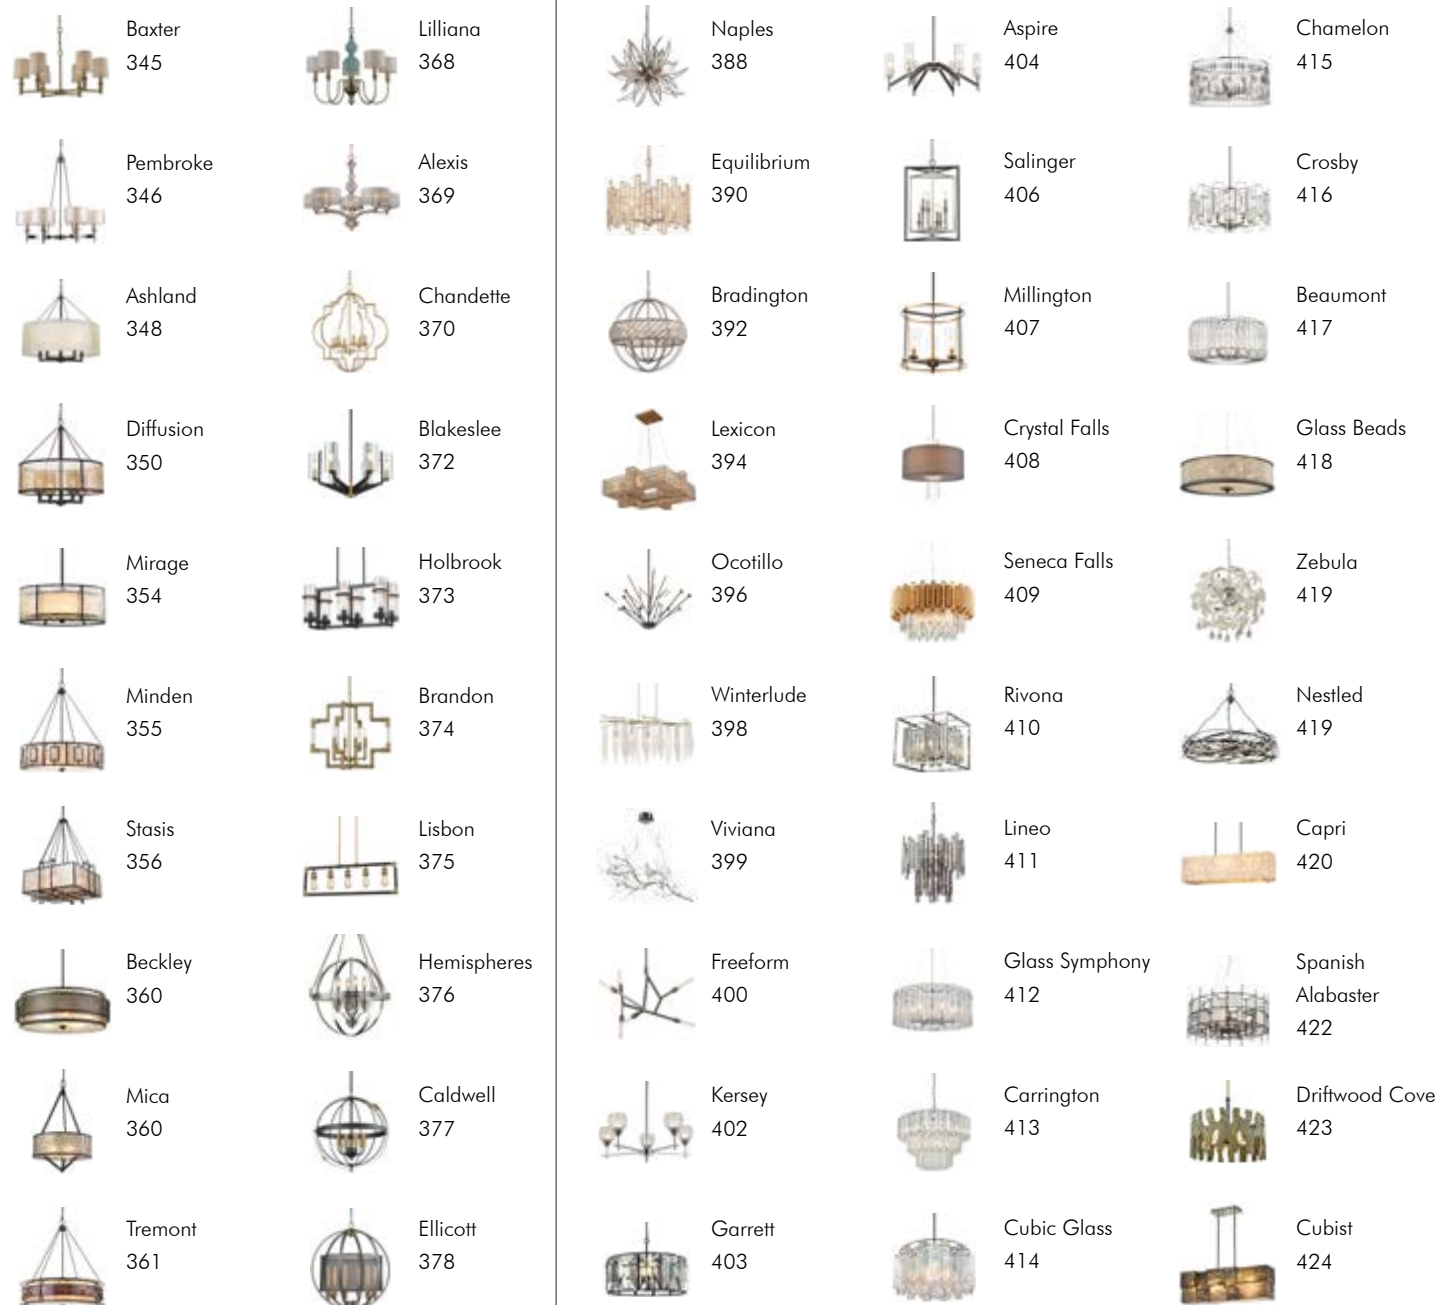 Baxter
345
Pembroke
346
Ashland
348
Diffusion
350
Mirage
354
Minden
355
Stasis
356
Beckley
360
Mica
360
Tremont
361
Lilliana
368
Alexis
369
Chandette
370
Blakeslee
372
Holbrook
373
Brandon
374
Lisbon
375
Hemispheres
376
Caldwell
377
Ellicott
378
Naples
388
Equilibrium
390
Bradington
392
Lexicon
394
Ocotillo
396
Winterlude
398
Viviana
399
Freeform
400
Kersey
402
Garrett
403
Aspire
404
Salinger
406
Millington
407
Crystal Falls
408
Seneca Falls
409
Rivona
410
Lineo
411
Glass Symphony
412
Carrington
413
Cubic Glass
414
Chamelon
415
Crosby
416
Beaumont
417
Glass Beads
418
Zebula
419
Nestled
419
Capri
420
Spanish
Alabaster
422
Driftwood Cove
423
Cubist
424